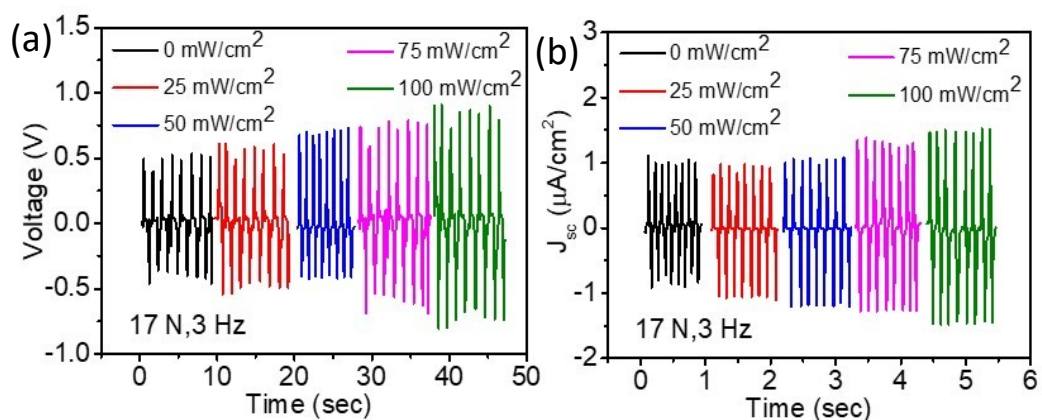 (a)
Voltage (V)
1.5
1.0
0.5
0.0
-0.5
-1.0
0 mW/cm²
25 mW/cm²
50 mW/cm²
75 mW/cm²
100 mW/cm²
17 N,3 Hz
0 10 20 30 40 50
Time (sec)
(b)
Jsc (µA/cm²)
3
2
1
0
-1
-2
0 mW/cm²
25 mW/cm²
50 mW/cm²
75 mW/cm²
100 mW/cm²
17 N,3 Hz
0 1 2 3 4 5 6
Time (sec)